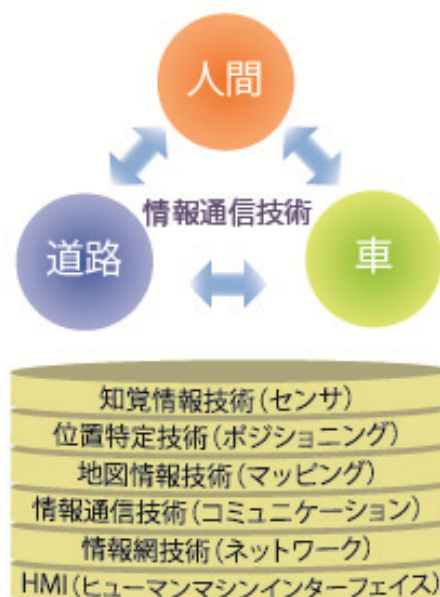 人間
情報通信技術
道路
車
知覚情報技術(センサ)
位置特定技術(ポジショニング)
地図情報技術(マッピング)
情報通信技術(コミュニケーション)
情報網技術(ネットワーク)
HMI(ヒューマンマシンインターフェイス)